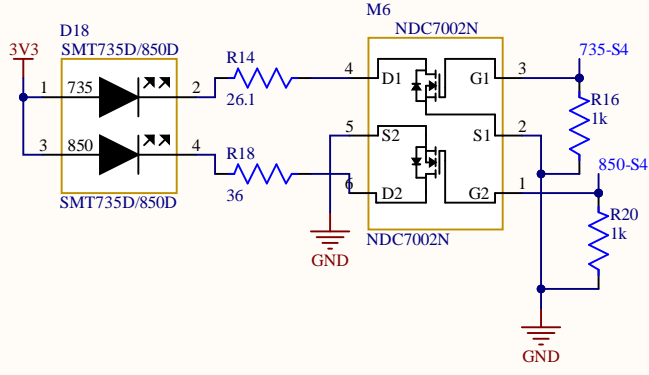 M6
D18
NDC7002N
3V3
SMT735D/850D
735-S4
R14
1
735
2
26.1
4
D1
G1
3
R16
1k
3
850
4
R18
36
5
S2
S1
2
850-S4
6
D2
G2
1
SMT735D/850D
R20
1k
NDC7002N
GND
GND